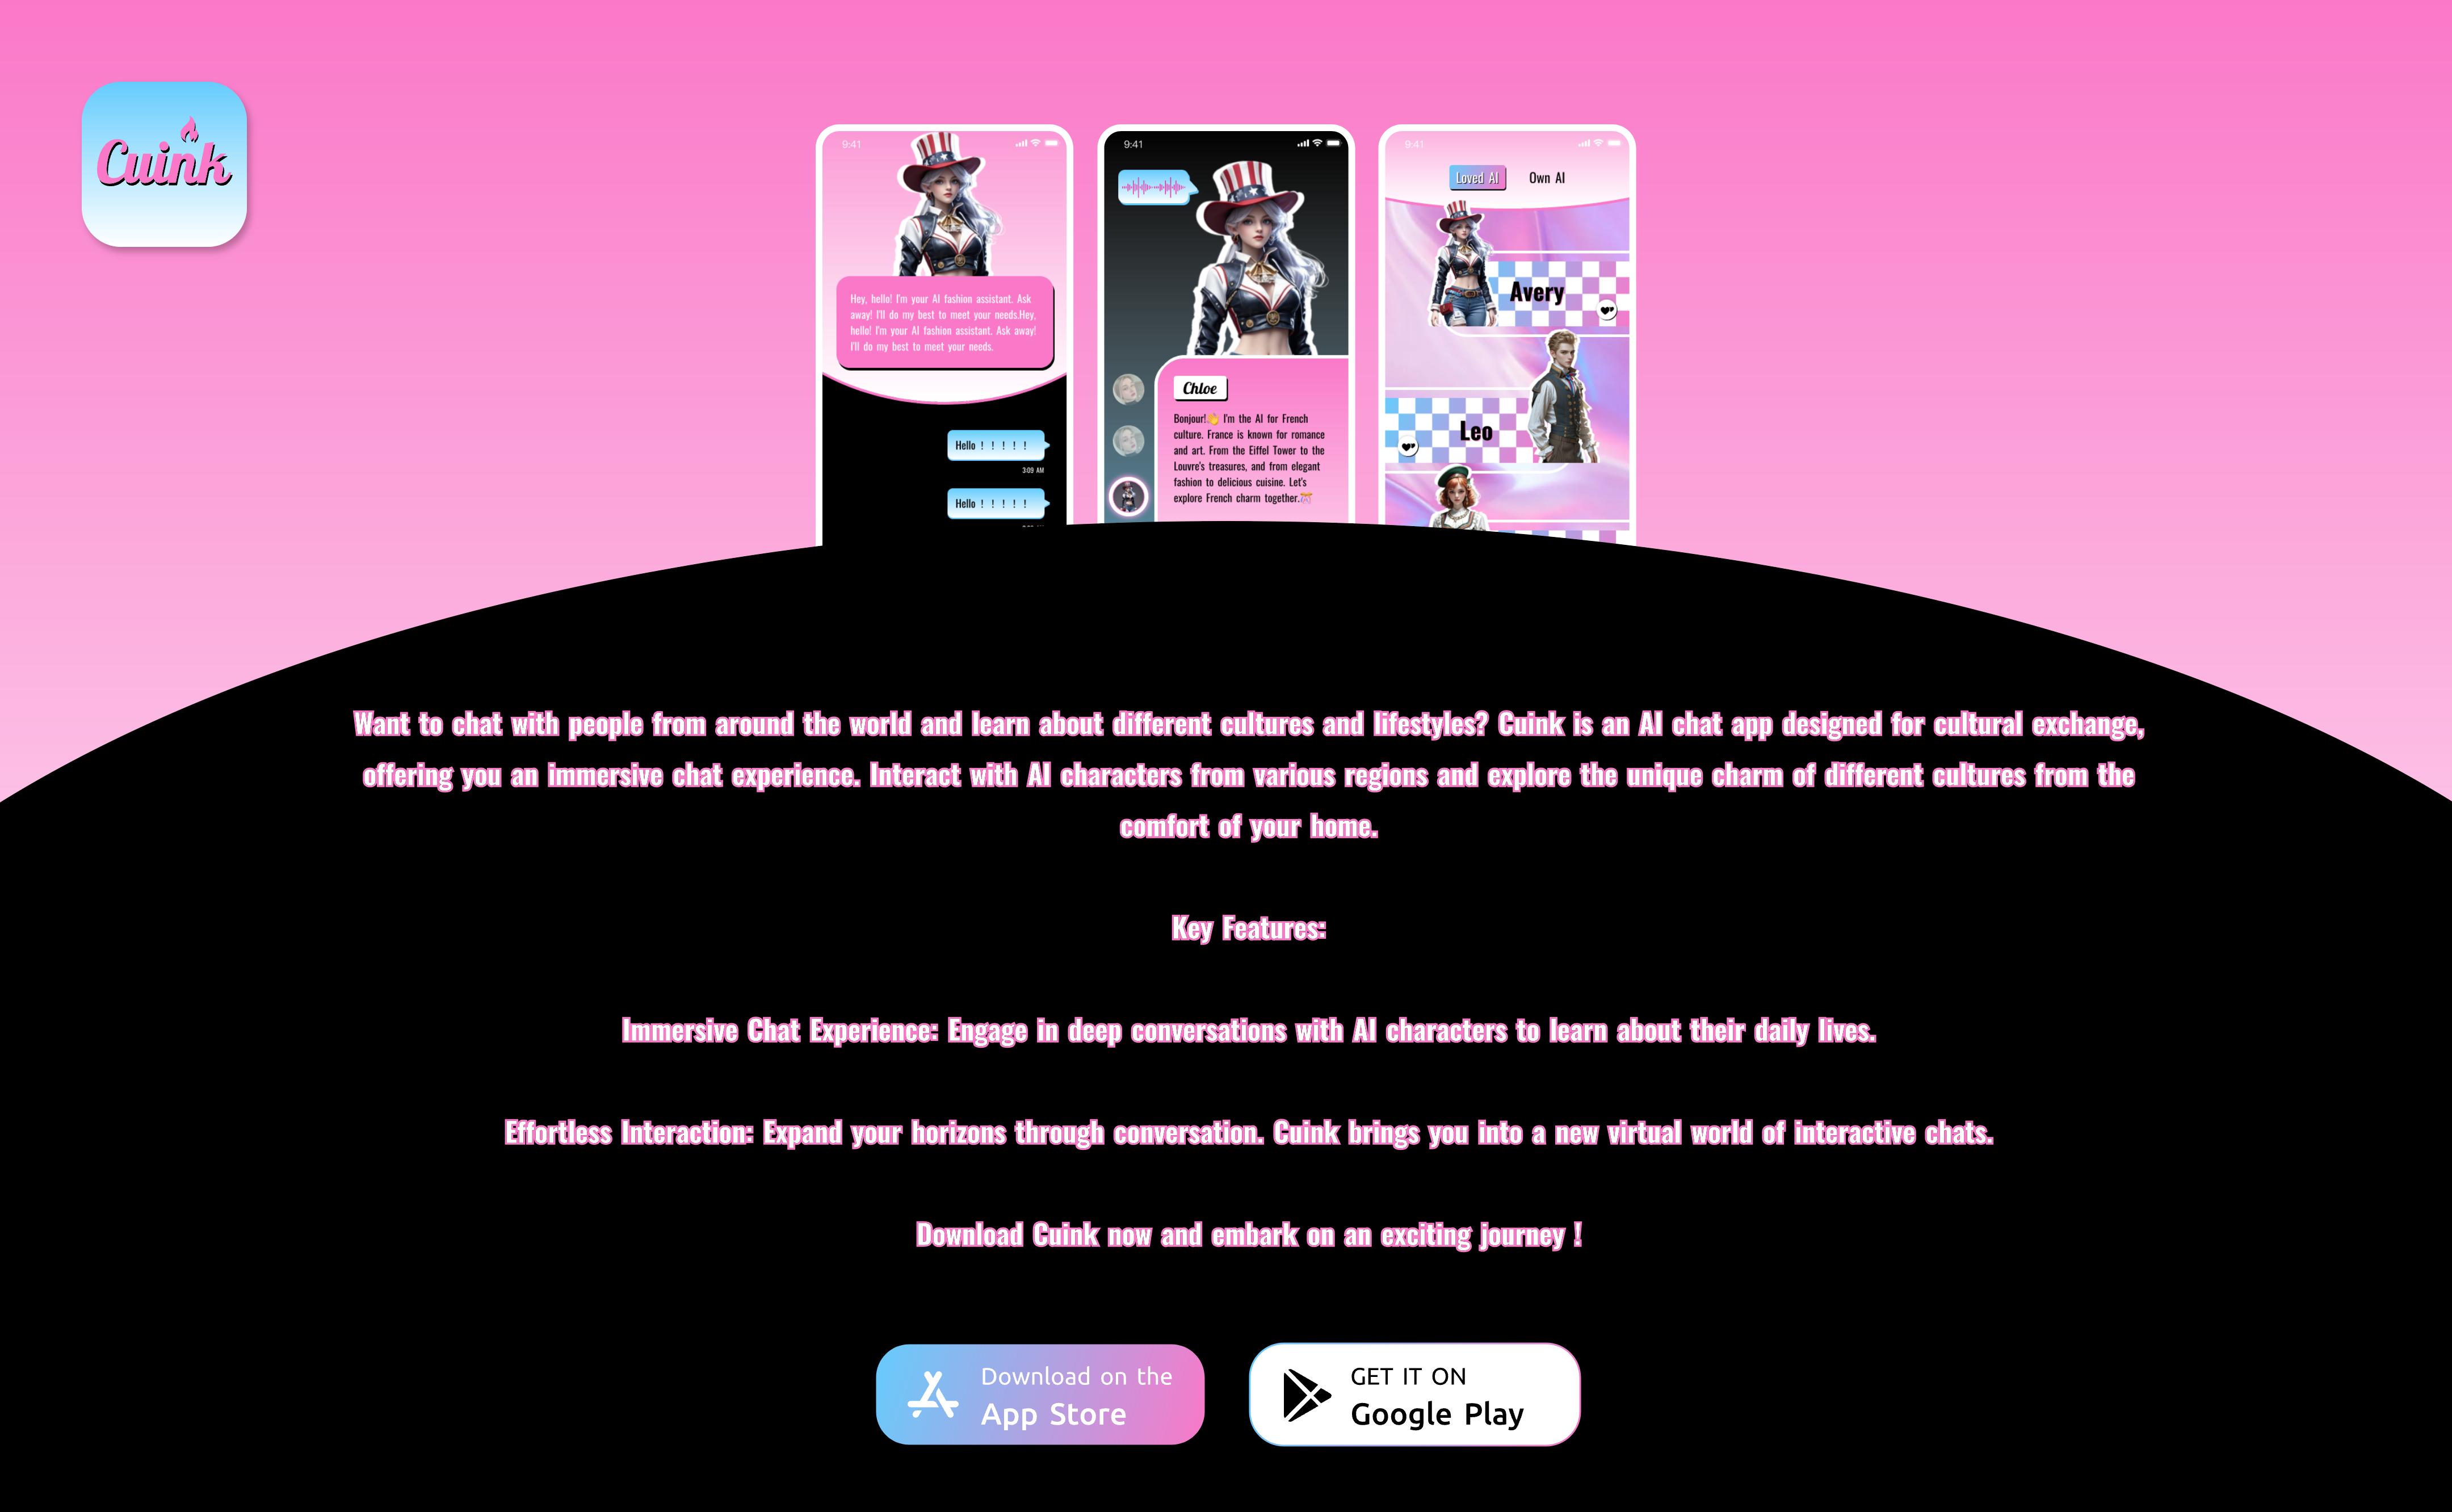 Cuink
9:41
Hey, hello! I'm your AI fashion assistant. Ask
away! I'll do my best to meet your needs.Hey,
hello! I'm your AI fashion assistant. Ask away!
I'll do my best to meet your needs.
Hello ! ! ! ! !
3:09 AM
Hello ! ! ! ! !
9:41
Chloe
Bonjour!👋 I'm the AI for French
culture. France is known for romance
and art. From the Eiffel Tower to the
Louvre's treasures, and from elegant
fashion to delicious cuisine. Let's
explore French charm together.🎊
9:41
Loved AI Own AI
Avery
Leo
Want to chat with people from around the world and learn about different cultures and lifestyles? Cuink is an AI chat app designed for cultural exchange,
offering you an immersive chat experience. Interact with AI characters from various regions and explore the unique charm of different cultures from the
comfort of your home.
Key Features:
Immersive Chat Experience: Engage in deep conversations with AI characters to learn about their daily lives.
Effortless Interaction: Expand your horizons through conversation. Cuink brings you into a new virtual world of interactive chats.
Download Cuink now and embark on an exciting journey !
Download on the
App Store
GET IT ON
Google Play